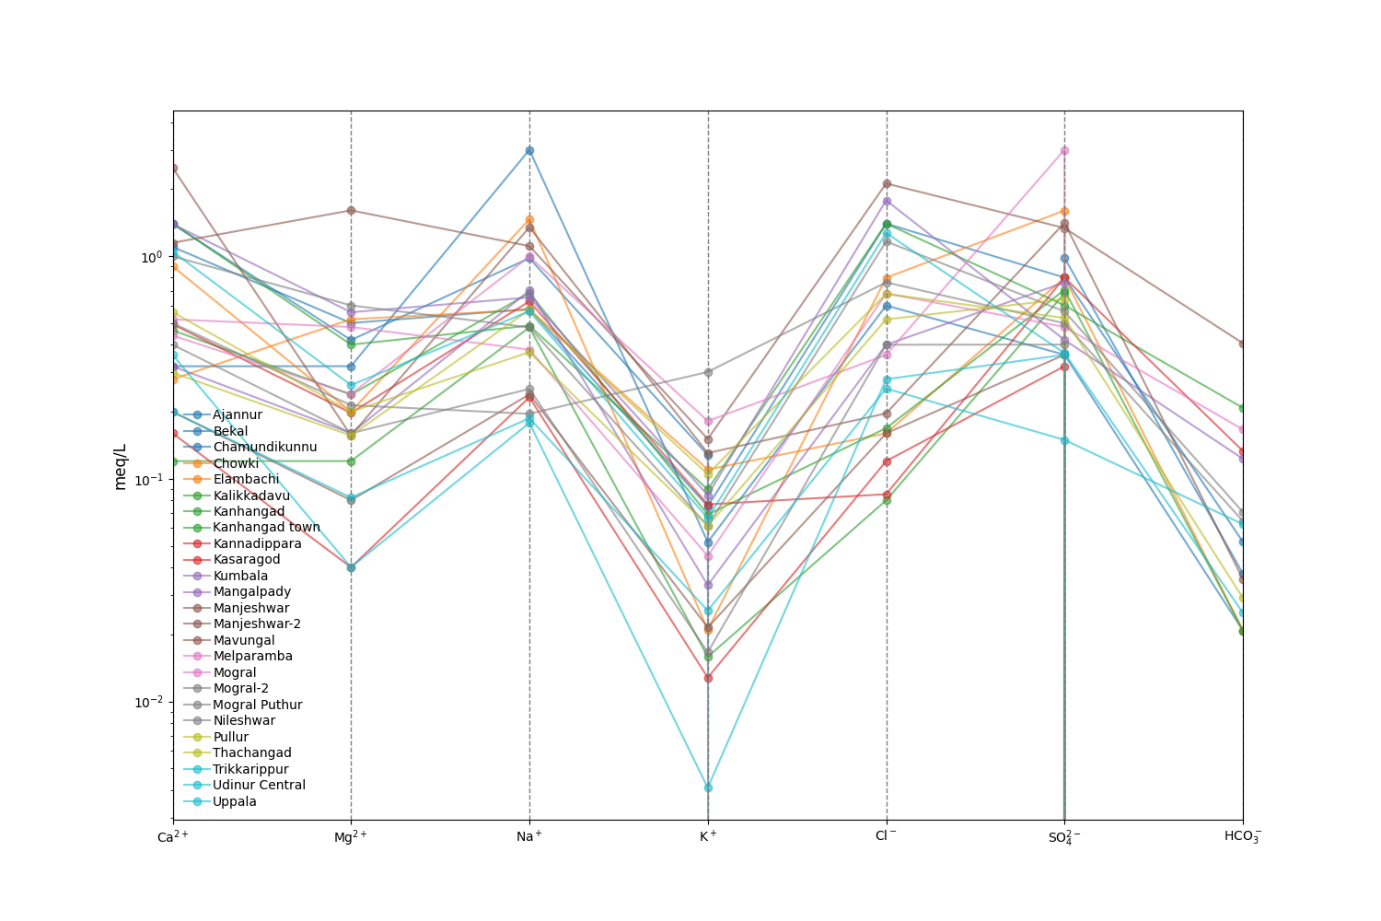 meq/L
10⁰
10⁻¹
10⁻²
Ajannur
Bekal
Chamundikunnu
Chowki
Elambachi
Kalikkadavu
Kanhangad
Kanhangad town
Kannadippara
Kasaragod
Kumbala
Mangalpady
Manjeshwar
Manjeshwar-2
Mavungal
Melparamba
Mogral
Mogral-2
Mogral Puthur
Nileshwar
Pullur
Thachangad
Trikkarippur
Udinur Central
Uppala
Ca²⁺ Mg²⁺ Na⁺ K⁺ Cl⁻ SO₄²⁻ HCO₃⁻